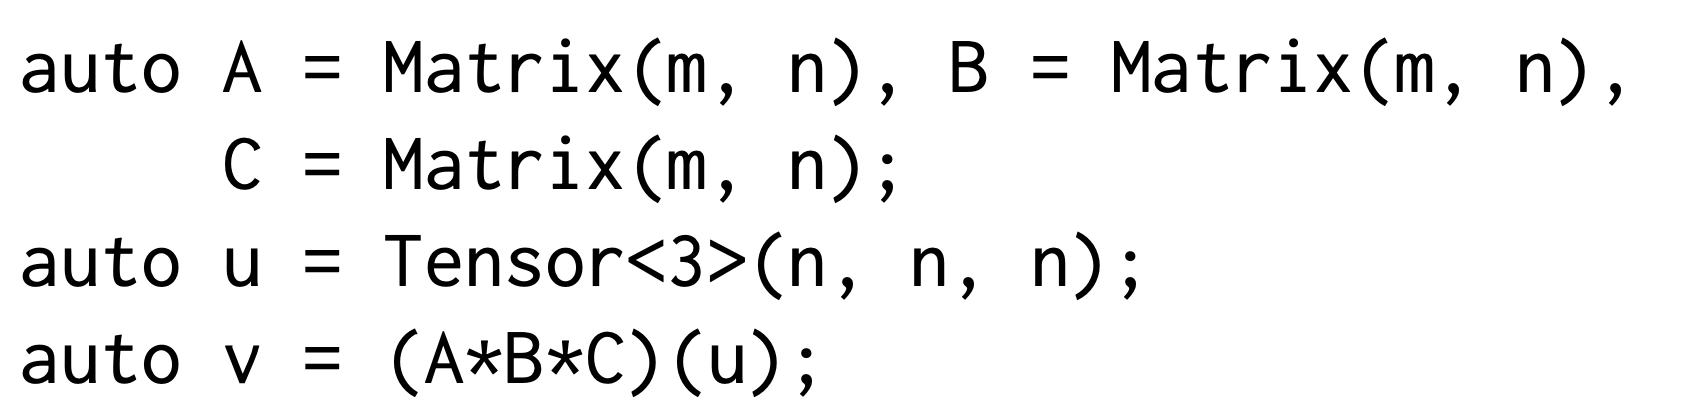 auto A = Matrix(m, n), B = Matrix(m, n),
     C = Matrix(m, n);
auto u = Tensor<3>(n, n, n);
auto v = (A*B*C)(u);